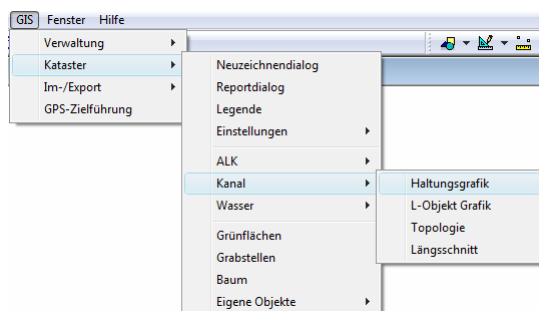 GIS Fenster Hilfe
Verwaltung
Kataster
Im-/Export
GPS-Zielführung
Neuzeichnendialog
Reportdialog
Legende
Einstellungen
ALK
Kanal
Wasser
Grünflächen
Grabstellen
Baum
Eigene Objekte
Haltungsgrafik
L-Objekt Grafik
Topologie
Längsschnitt